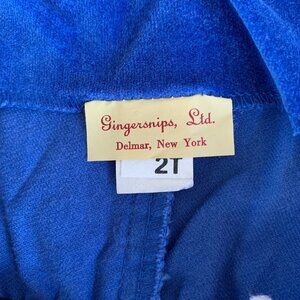 Gingersnips, Ltd.
Delmar, New York
2T